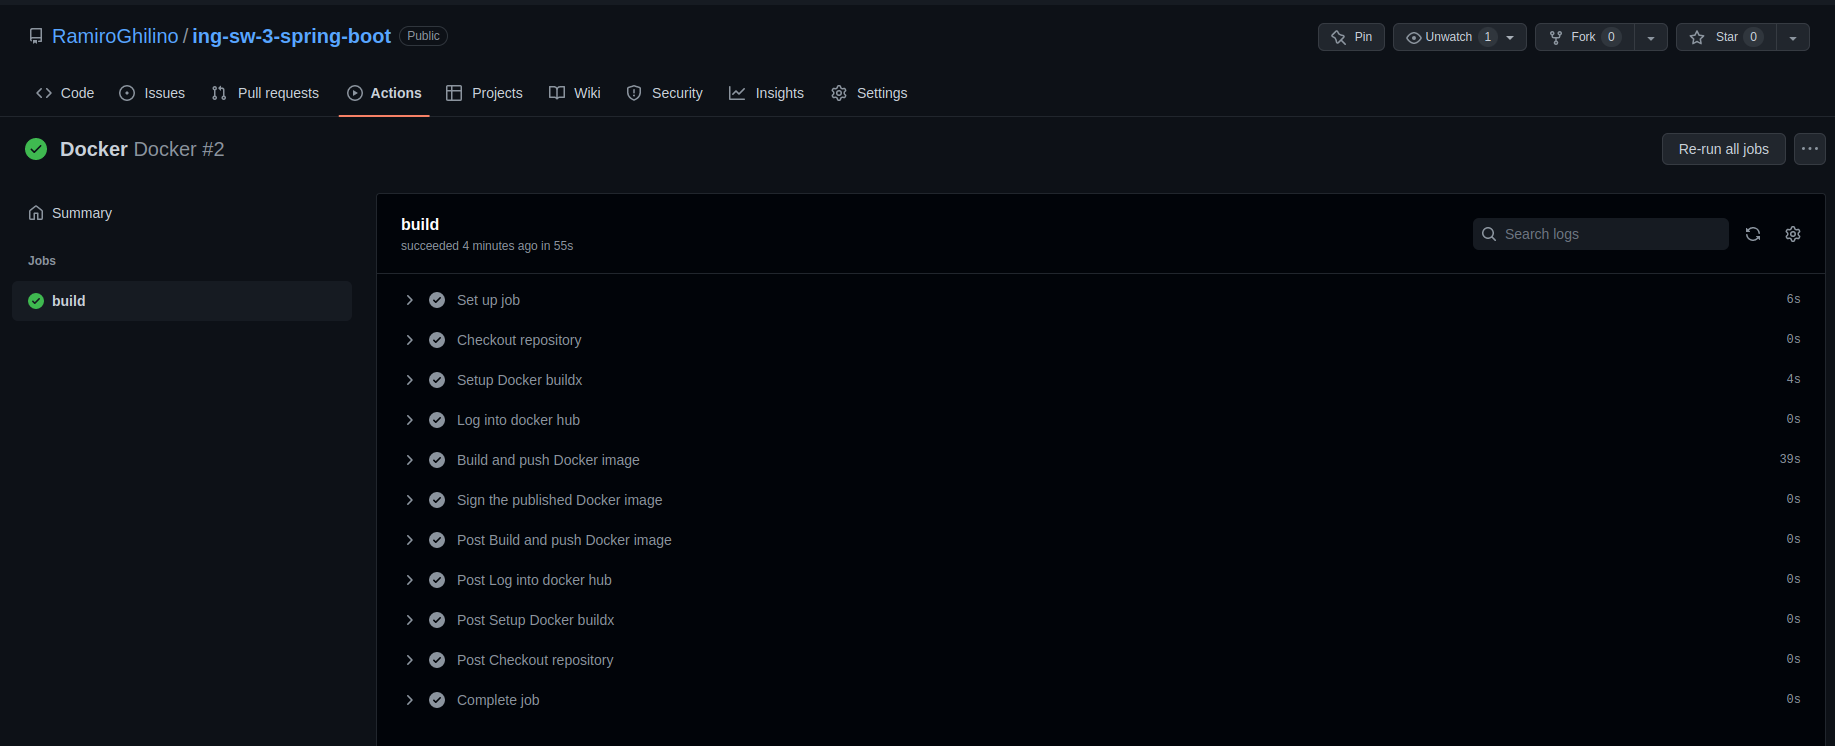 RamiroGhilino / ing-sw-3-spring-boot Public
Pin Unwatch 1 Fork 0 Star 0
Code Issues Pull requests Actions Projects Wiki Security Insights Settings
Docker Docker #2
Re-run all jobs
Summary
Jobs
build
build
succeeded 4 minutes ago in 55s
Search logs
Set up job 6s
Checkout repository 0s
Setup Docker buildx 4s
Log into docker hub 0s
Build and push Docker image 39s
Sign the published Docker image 0s
Post Build and push Docker image 0s
Post Log into docker hub 0s
Post Setup Docker buildx 0s
Post Checkout repository 0s
Complete job 0s